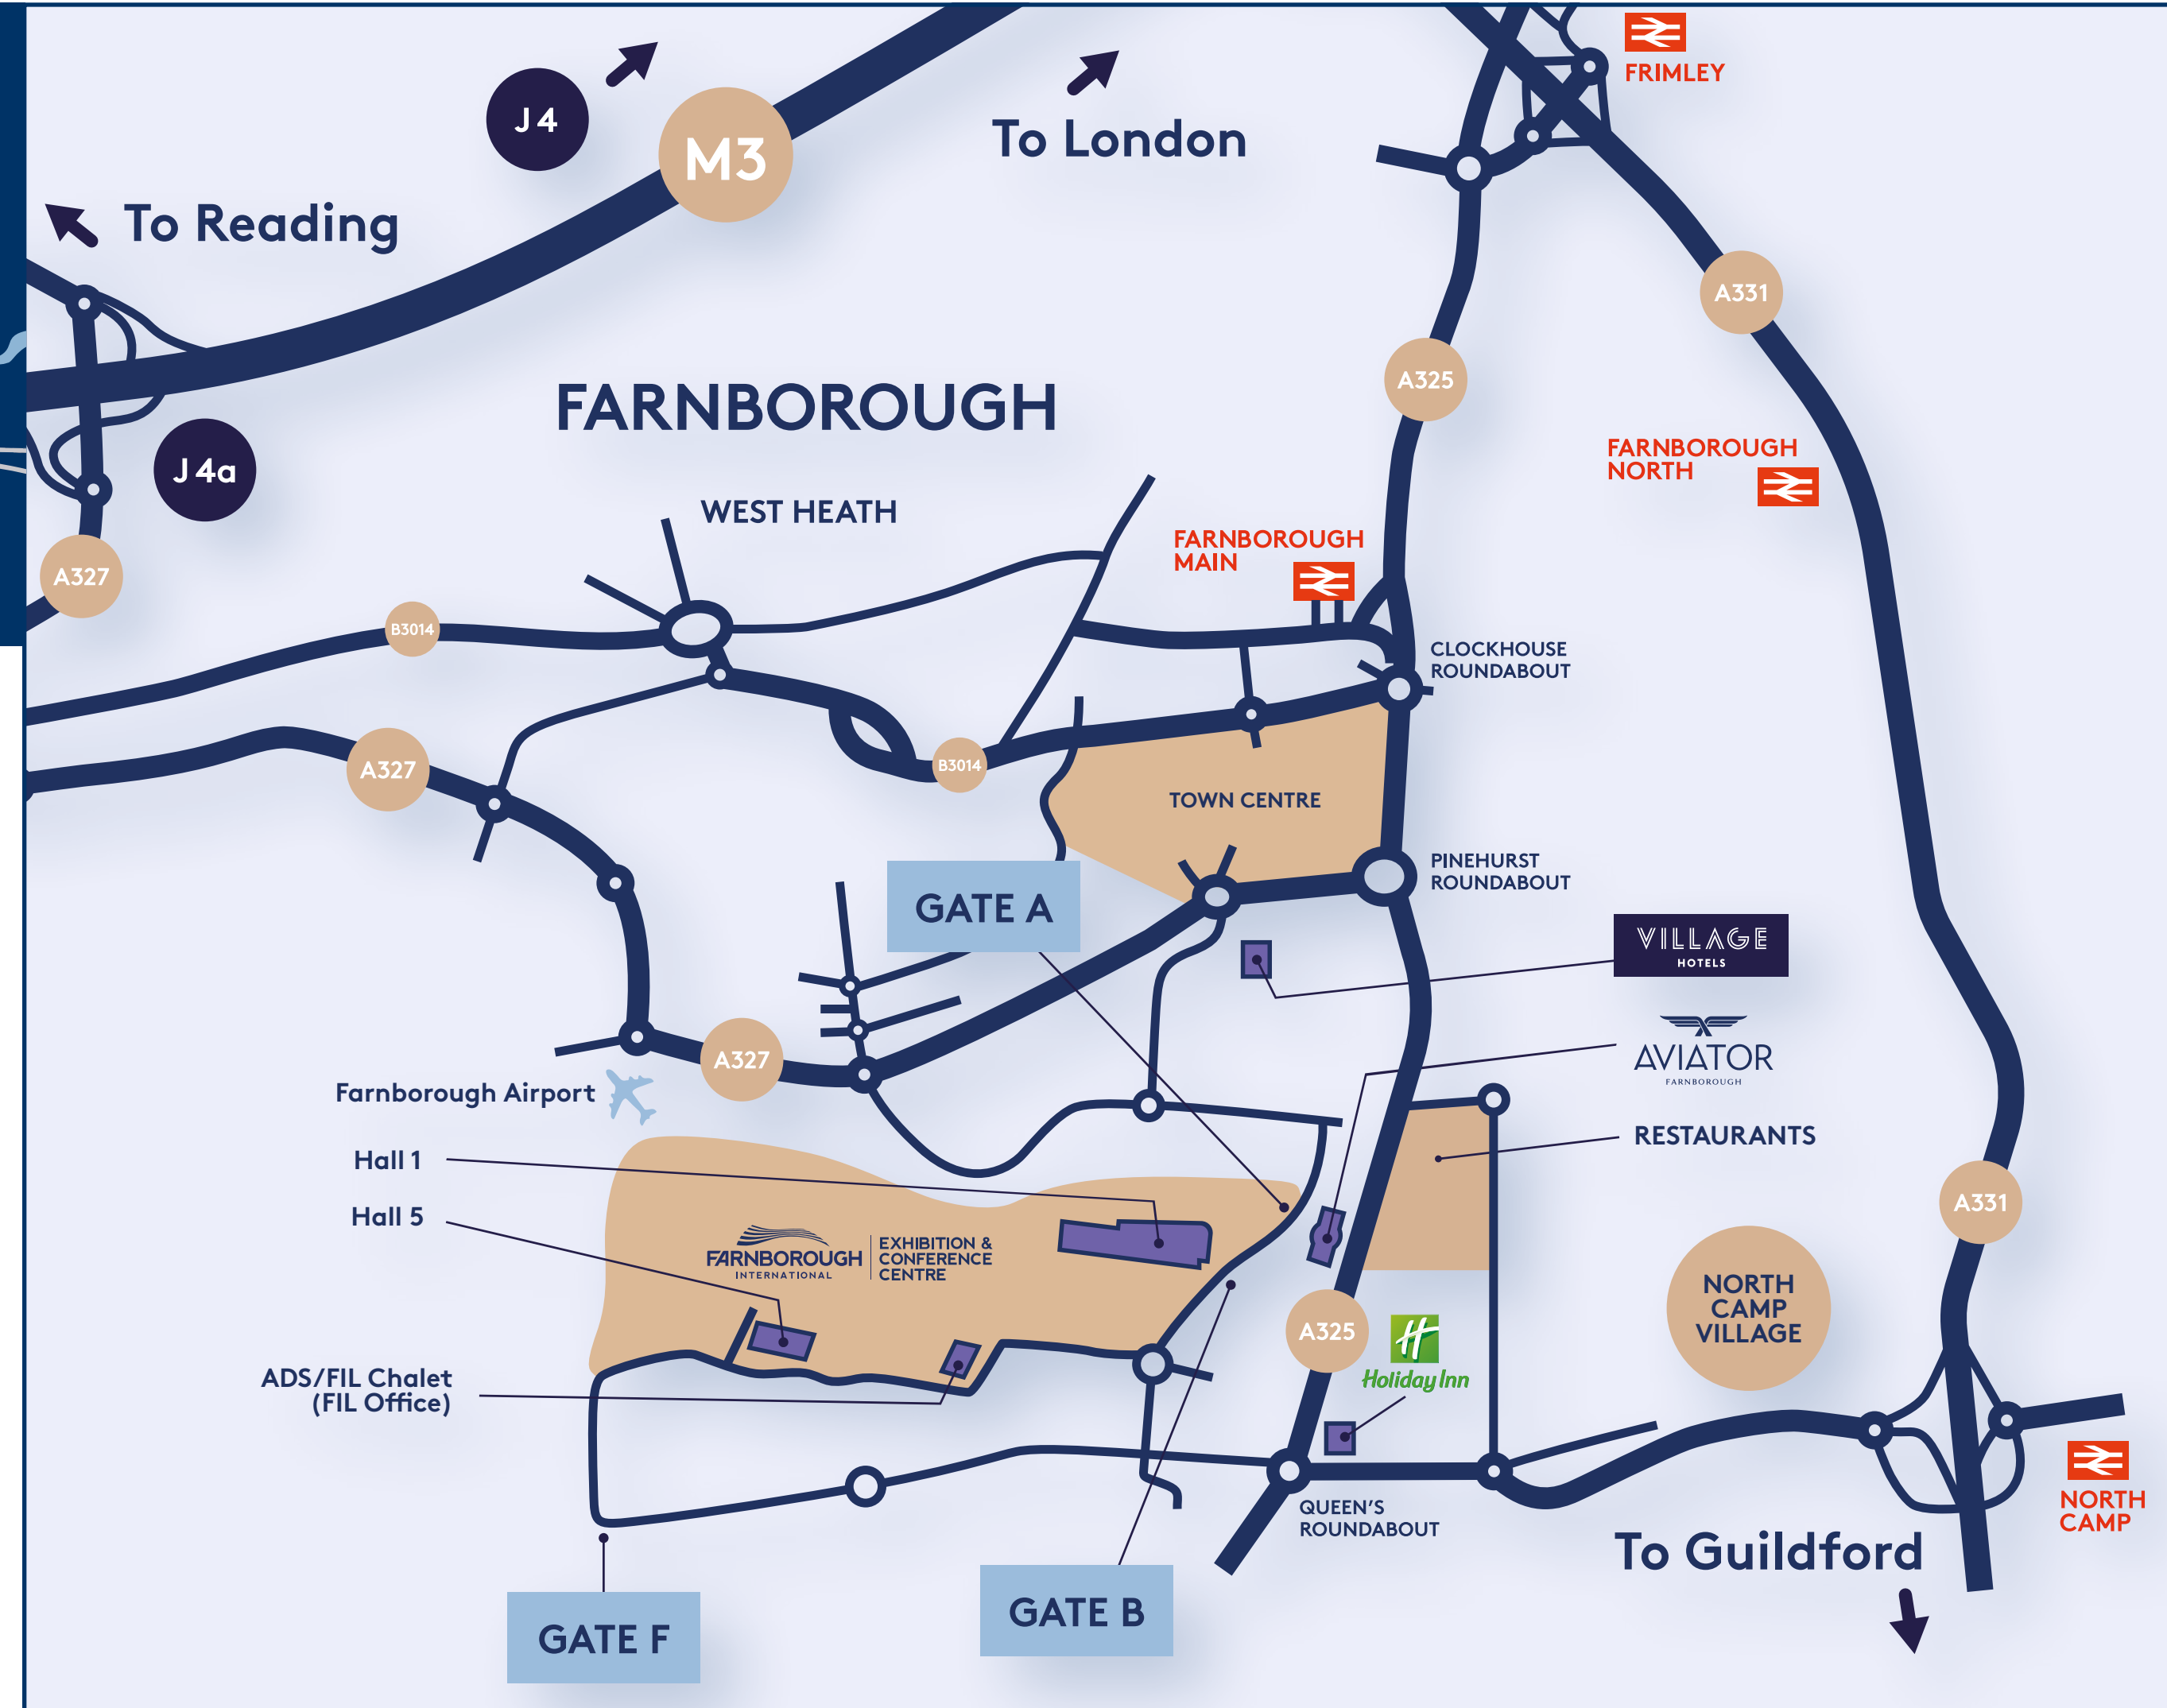 FRIMLEY
J4
M3
To London
To Reading
A331
A325
FARNBOROUGH
FARNBOROUGH
NORTH
J4a
WEST HEATH
FARNBOROUGH
MAIN
A327
B3014
CLOCKHOUSE
ROUNDABOUT
A327
B3014
TOWN CENTRE
PINEHURST
ROUNDABOUT
GATE A
VILLAGE
HOTELS
AVIATOR
FARNBOROUGH
A327
Farnborough Airport
RESTAURANTS
Hall 1
Hall 5
A331
FARNBOROUGH
INTERNATIONAL
EXHIBITION &
CONFERENCE
CENTRE
NORTH
CAMP
VILLAGE
A325
H
Holiday Inn
ADS/FIL Chalet
(FIL Office)
QUEEN'S
ROUNDABOUT
NORTH
CAMP
To Guildford
GATE B
GATE F